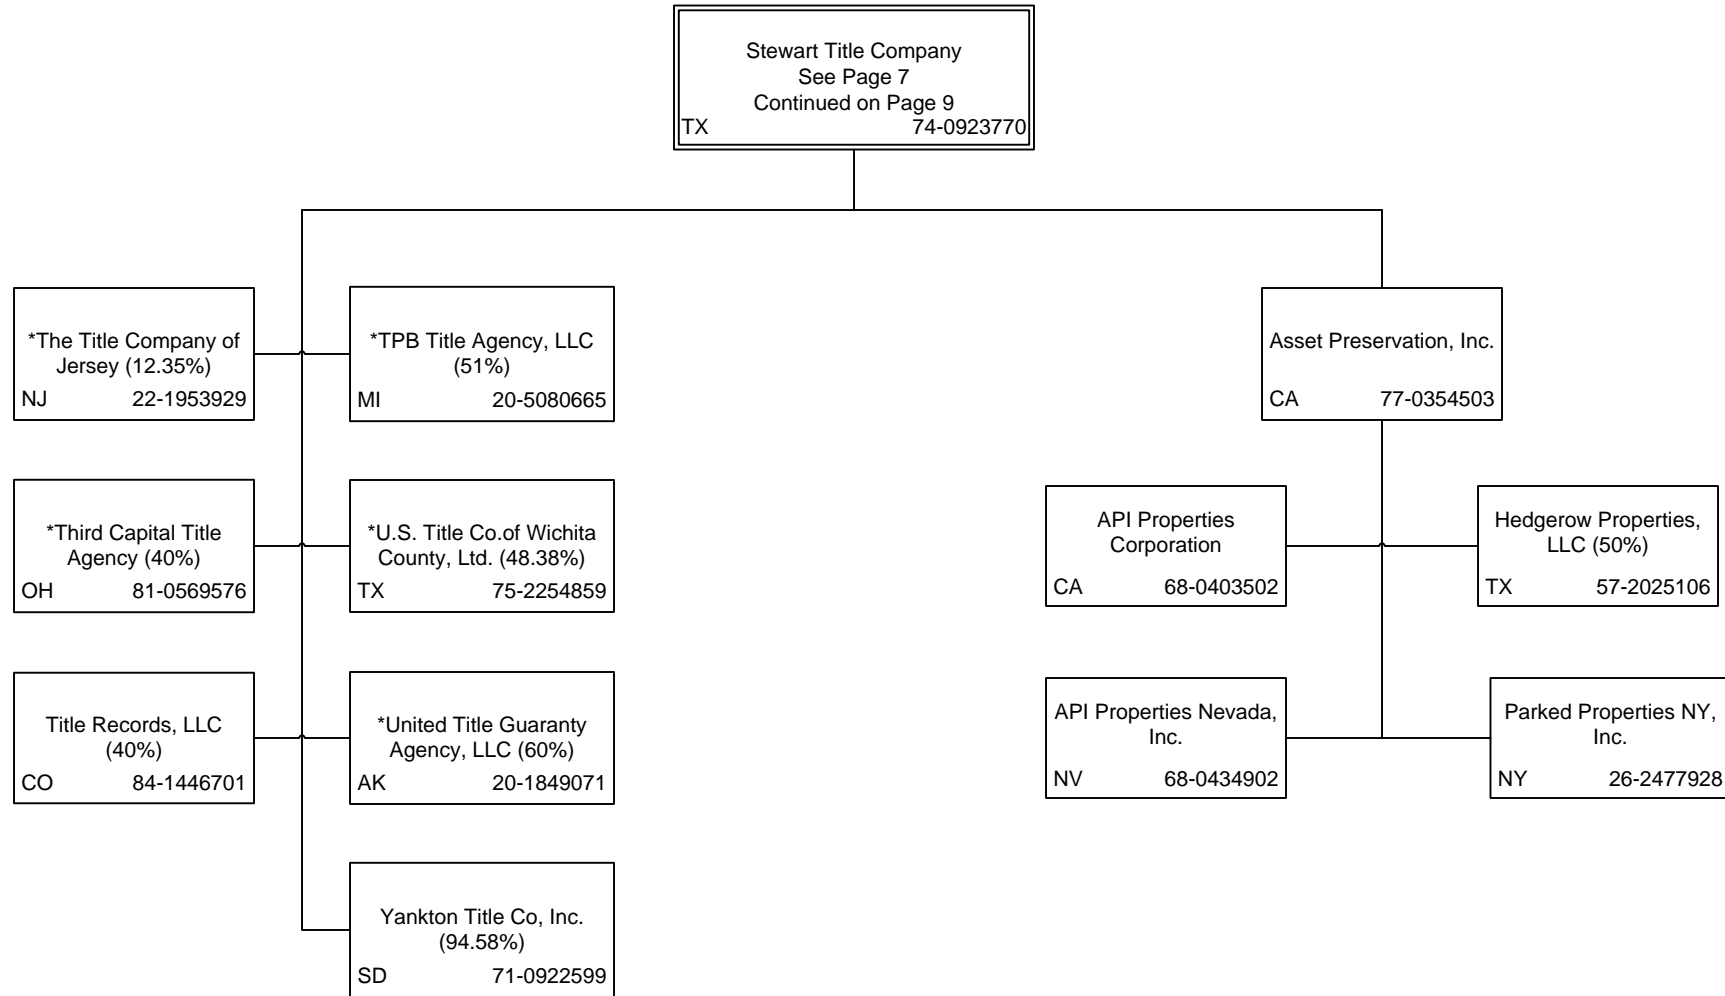 Stewart Title Company
See Page 7
Continued on Page 9
TX 74-0923770
*The Title Company of
Jersey (12.35%)
NJ 22-1953929
*TPB Title Agency, LLC
(51%)
MI 20-5080665
Asset Preservation, Inc.
CA 77-0354503
*Third Capital Title
Agency (40%)
OH 81-0569576
*U.S. Title Co.of Wichita
County, Ltd. (48.38%)
TX 75-2254859
API Properties
Corporation
CA 68-0403502
Hedgerow Properties,
LLC (50%)
TX 57-2025106
Title Records, LLC
(40%)
CO 84-1446701
*United Title Guaranty
Agency, LLC (60%)
AK 20-1849071
API Properties Nevada,
Inc.
NV 68-0434902
Parked Properties NY,
Inc.
NY 26-2477928
Yankton Title Co, Inc.
(94.58%)
SD 71-0922599